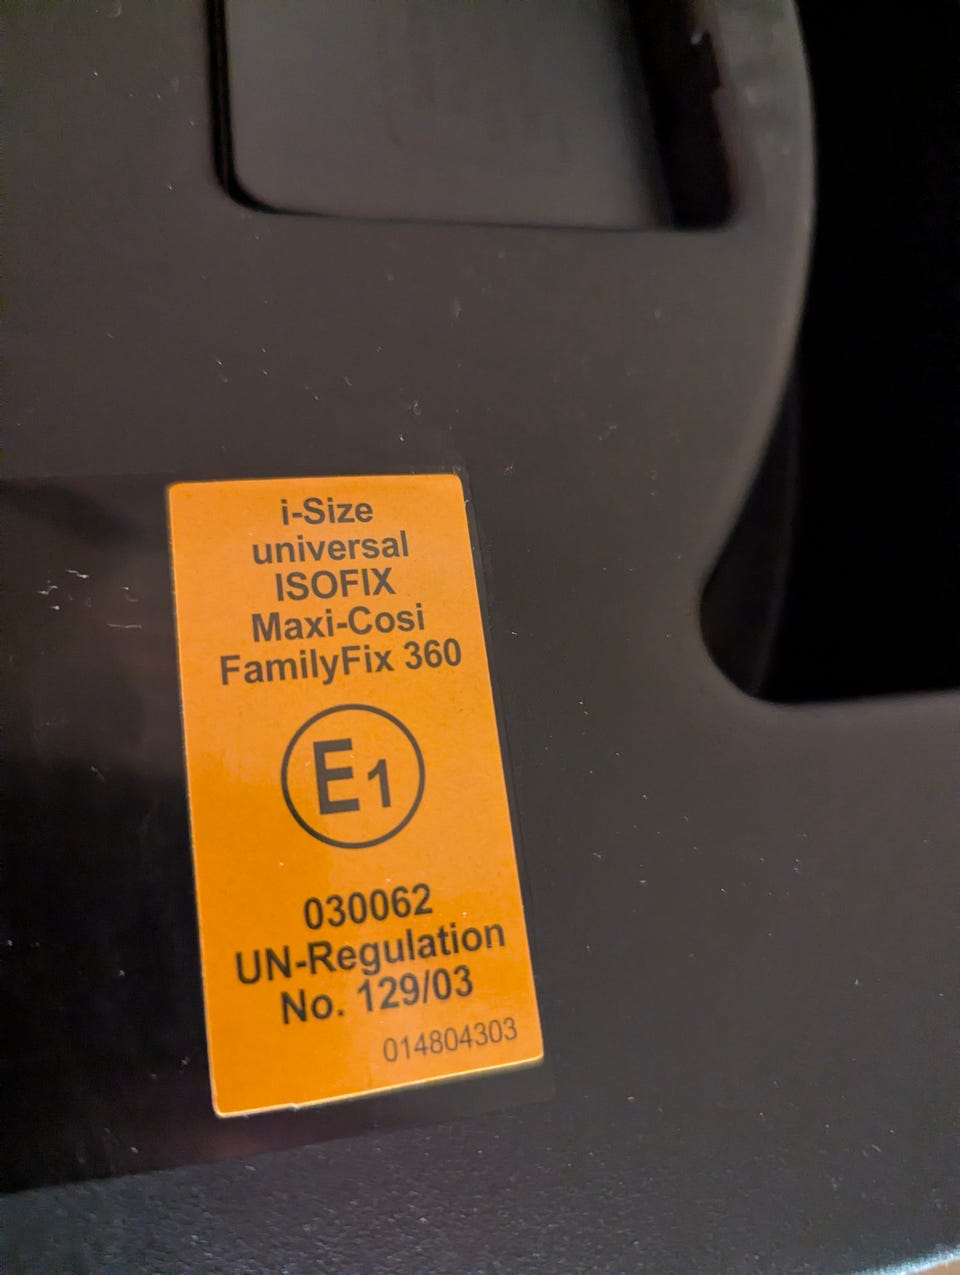 i-Size
universal
ISOFIX
Maxi-Cosi
FamilyFix 360
E1
030062
UN-Regulation
No. 129/03
014804303